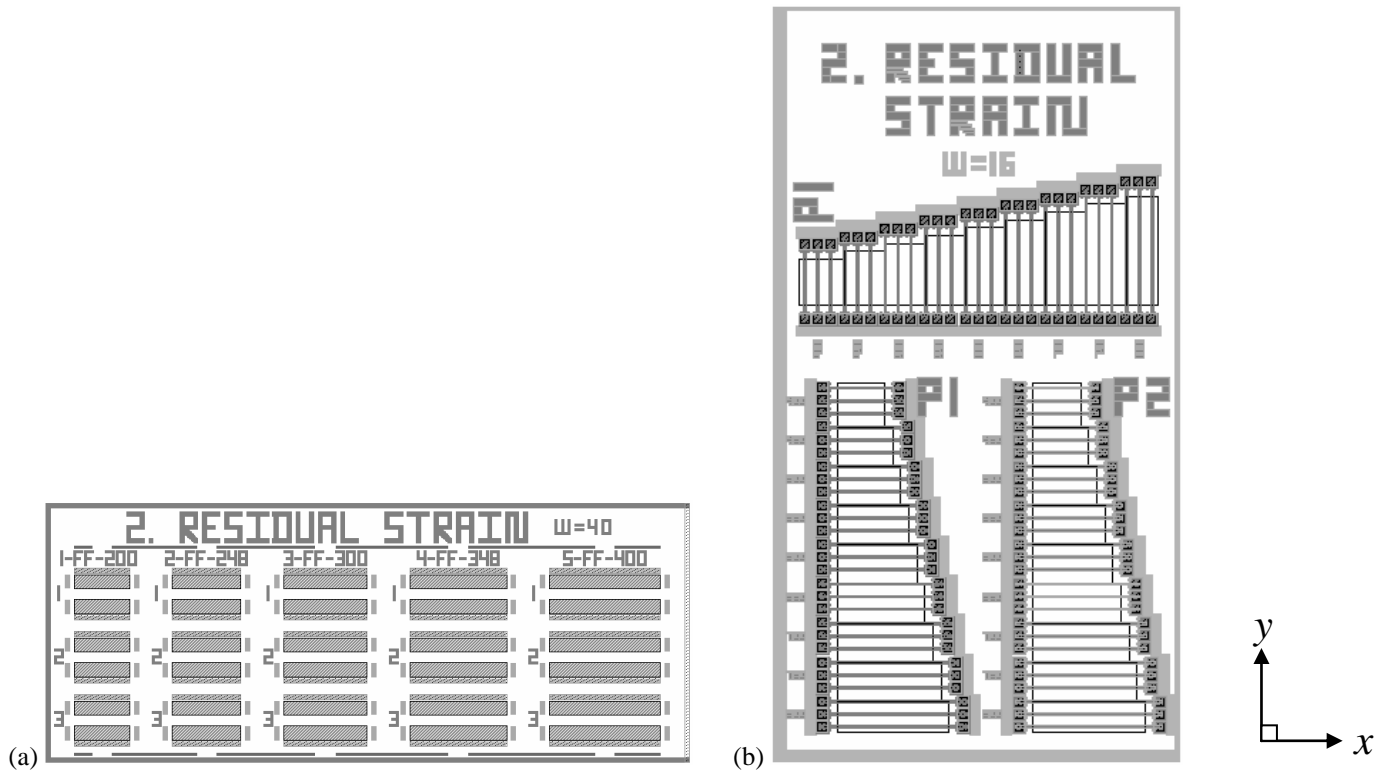 2. RESIDUAL STRAIN W=40
1-FF-200 2-FF-248 3-FF-300 4-FF-348 5-FF-400
1 1 1 1 1
2 2 2 2 2
3 3 3 3 3
(a)
2. RESIDUAL
STRAIN
W=16
P1
P1 P2
(b)
y
x